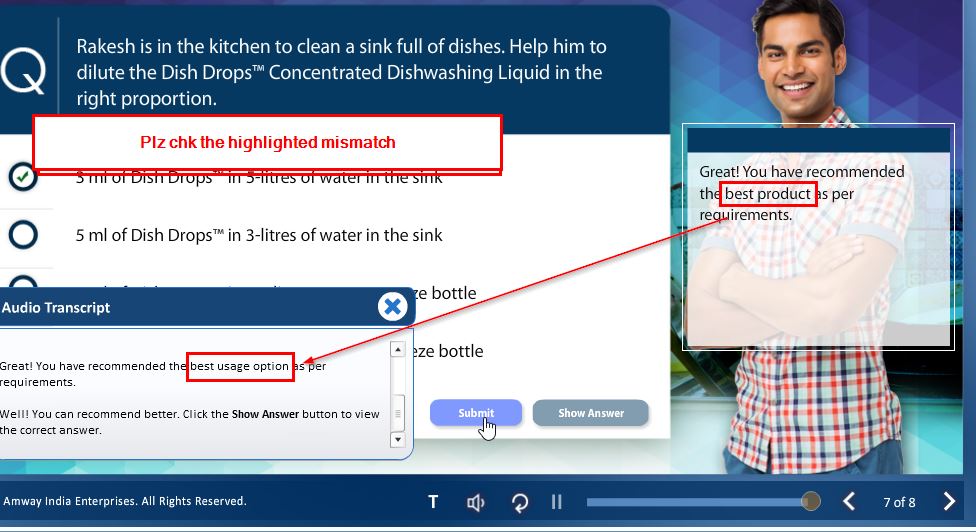 Q
Rakesh is in the kitchen to clean a sink full of dishes. Help him to
dilute the Dish Drops™ Concentrated Dishwashing Liquid in the
right proportion.
Plz chk the highlighted mismatch
3 ml of Dish Drops™ in 5-litres of water in the sink
5 ml of Dish Drops™ in 3-litres of water in the sink
bottle
bottle
Great! You have recommended
the best product as per
requirements.
Audio Transcript
Great! You have recommended the best usage option as per
requirements.
Well! You can recommend better. Click the Show Answer button to view
the correct answer.
Submit
Show Answer
Amway India Enterprises. All Rights Reserved.
T
7 of 8